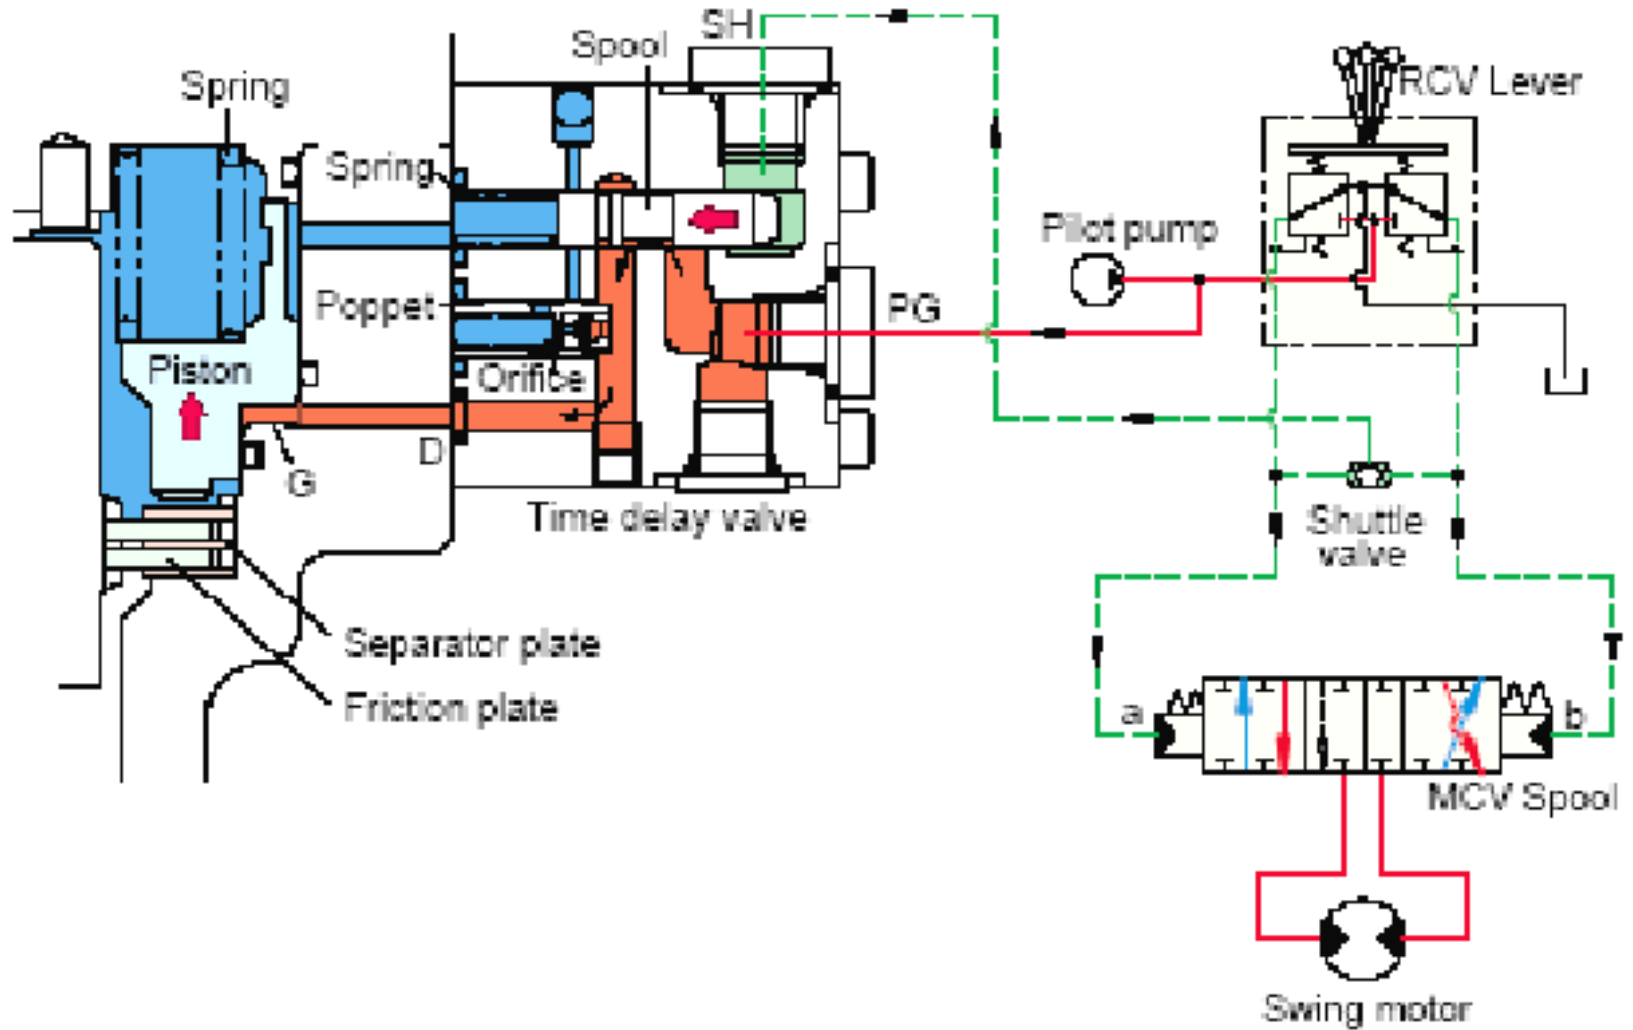 SH
Spool
Spring
RCV Lever
Spring
Pilot pump
Poppet
PG
Piston
Orifice
D
G
Time delay valve
Shuttle
valve
Separator plate
Friction plate
a
b
MCV Spool
Swing motor